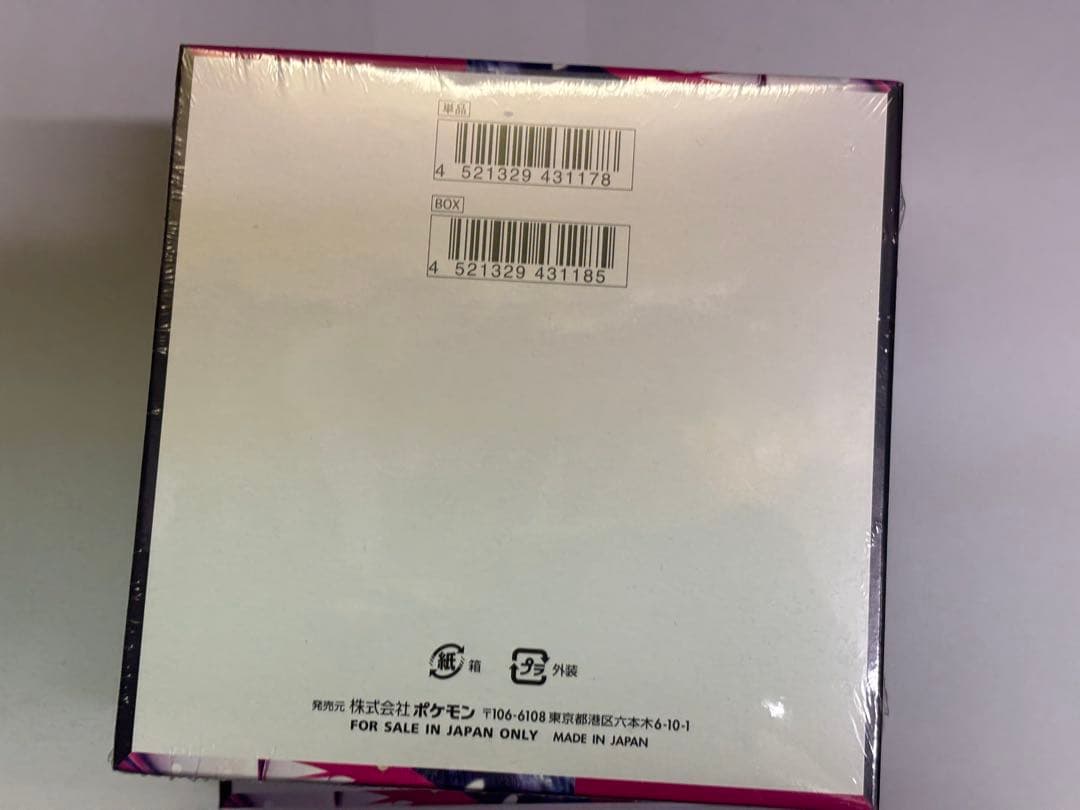 単品
4 521329 431178
BOX
4 521329 431185
紙 箱 プラ 外装
発売元 株式会社ポケモン 〒106-6108 東京都港区六本木6-10-1
FOR SALE IN JAPAN ONLY MADE IN JAPAN